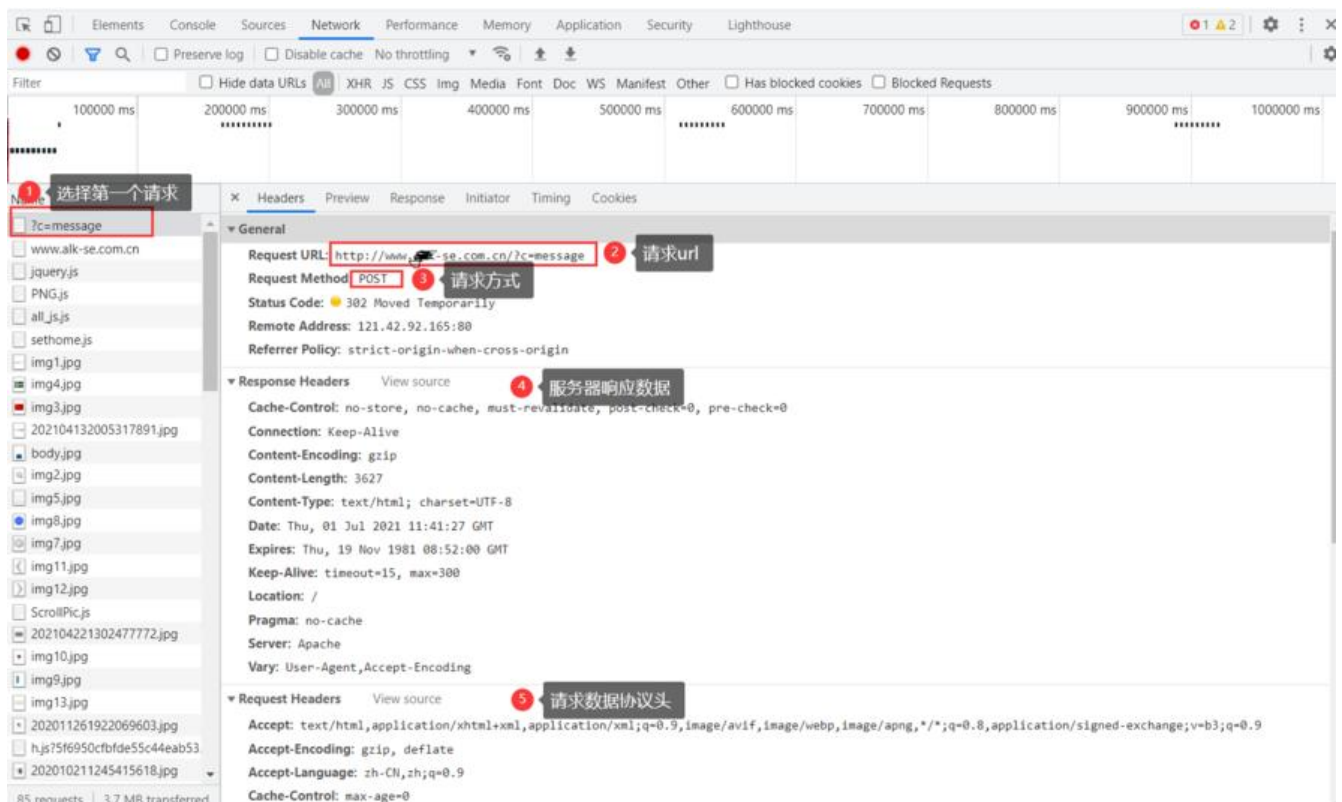 Elements Console Sources Network Performance Memory Application Security Lighthouse 1 2
Preserve log Disable cache No throttling
Filter Hide data URLs All XHR JS CSS Img Media Font Doc WS Manifest Other Has blocked cookies Blocked Requests
100000 ms 200000 ms 300000 ms 400000 ms 500000 ms 600000 ms 700000 ms 800000 ms 900000 ms 1000000 ms
1 选择第一个请求
× Headers Preview Response Initiator Timing Cookies
?c=message
www.alk-se.com.cn
jquery.js
PNG.js
all_js.js
sethome.js
img1.jpg
img4.jpg
img3.jpg
202104132005317891.jpg
body.jpg
img2.jpg
img5.jpg
img8.jpg
img7.jpg
img11.jpg
img12.jpg
ScrollPic.js
202104221302477772.jpg
img10.jpg
img9.jpg
img13.jpg
202011261922069603.jpg
h.js?5f6950cfbfde55c44eab53
202010211245415618.jpg
85 requests 3.7 MB transferred
General
Request URL: http://www. -se.com.cn/?c=message 2 请求url
Request Method POST 3 请求方式
Status Code: 302 Moved Temporarily
Remote Address: 121.42.92.165:80
Referrer Policy: strict-origin-when-cross-origin
Response Headers View source 4 服务器响应数据
Cache-Control: no-store, no-cache, must-revalidate, post-check=0, pre-check=0
Connection: Keep-Alive
Content-Encoding: gzip
Content-Length: 3627
Content-Type: text/html; charset=UTF-8
Date: Thu, 01 Jul 2021 11:41:27 GMT
Expires: Thu, 19 Nov 1981 08:52:00 GMT
Keep-Alive: timeout=15, max=300
Location: /
Pragma: no-cache
Server: Apache
Vary: User-Agent,Accept-Encoding
Request Headers View source 5 请求数据协议头
Accept: text/html,application/xhtml+xml,application/xml;q=0.9,image/avif,image/webp,image/apng,*/*;q=0.8,application/signed-exchange;v=b3;q=0.9
Accept-Encoding: gzip, deflate
Accept-Language: zh-CN,zh;q=0.9
Cache-Control: max-age=0